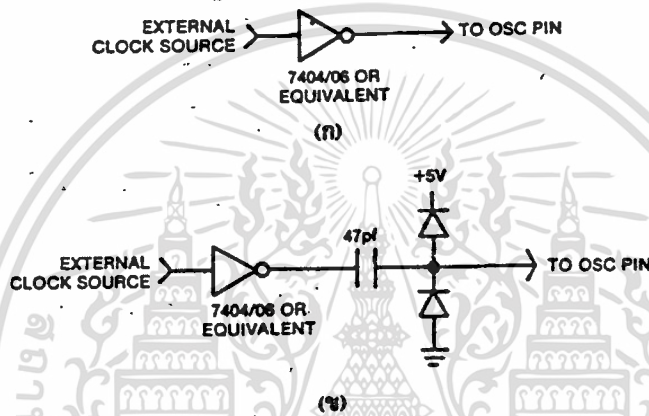 EXTERNAL
CLOCK SOURCE
TO OSC PIN
7404/06 OR
EQUIVALENT
(ก)
+5V
47pf
EXTERNAL
CLOCK SOURCE
TO OSC PIN
7404/06 OR
EQUIVALENT
(ข)